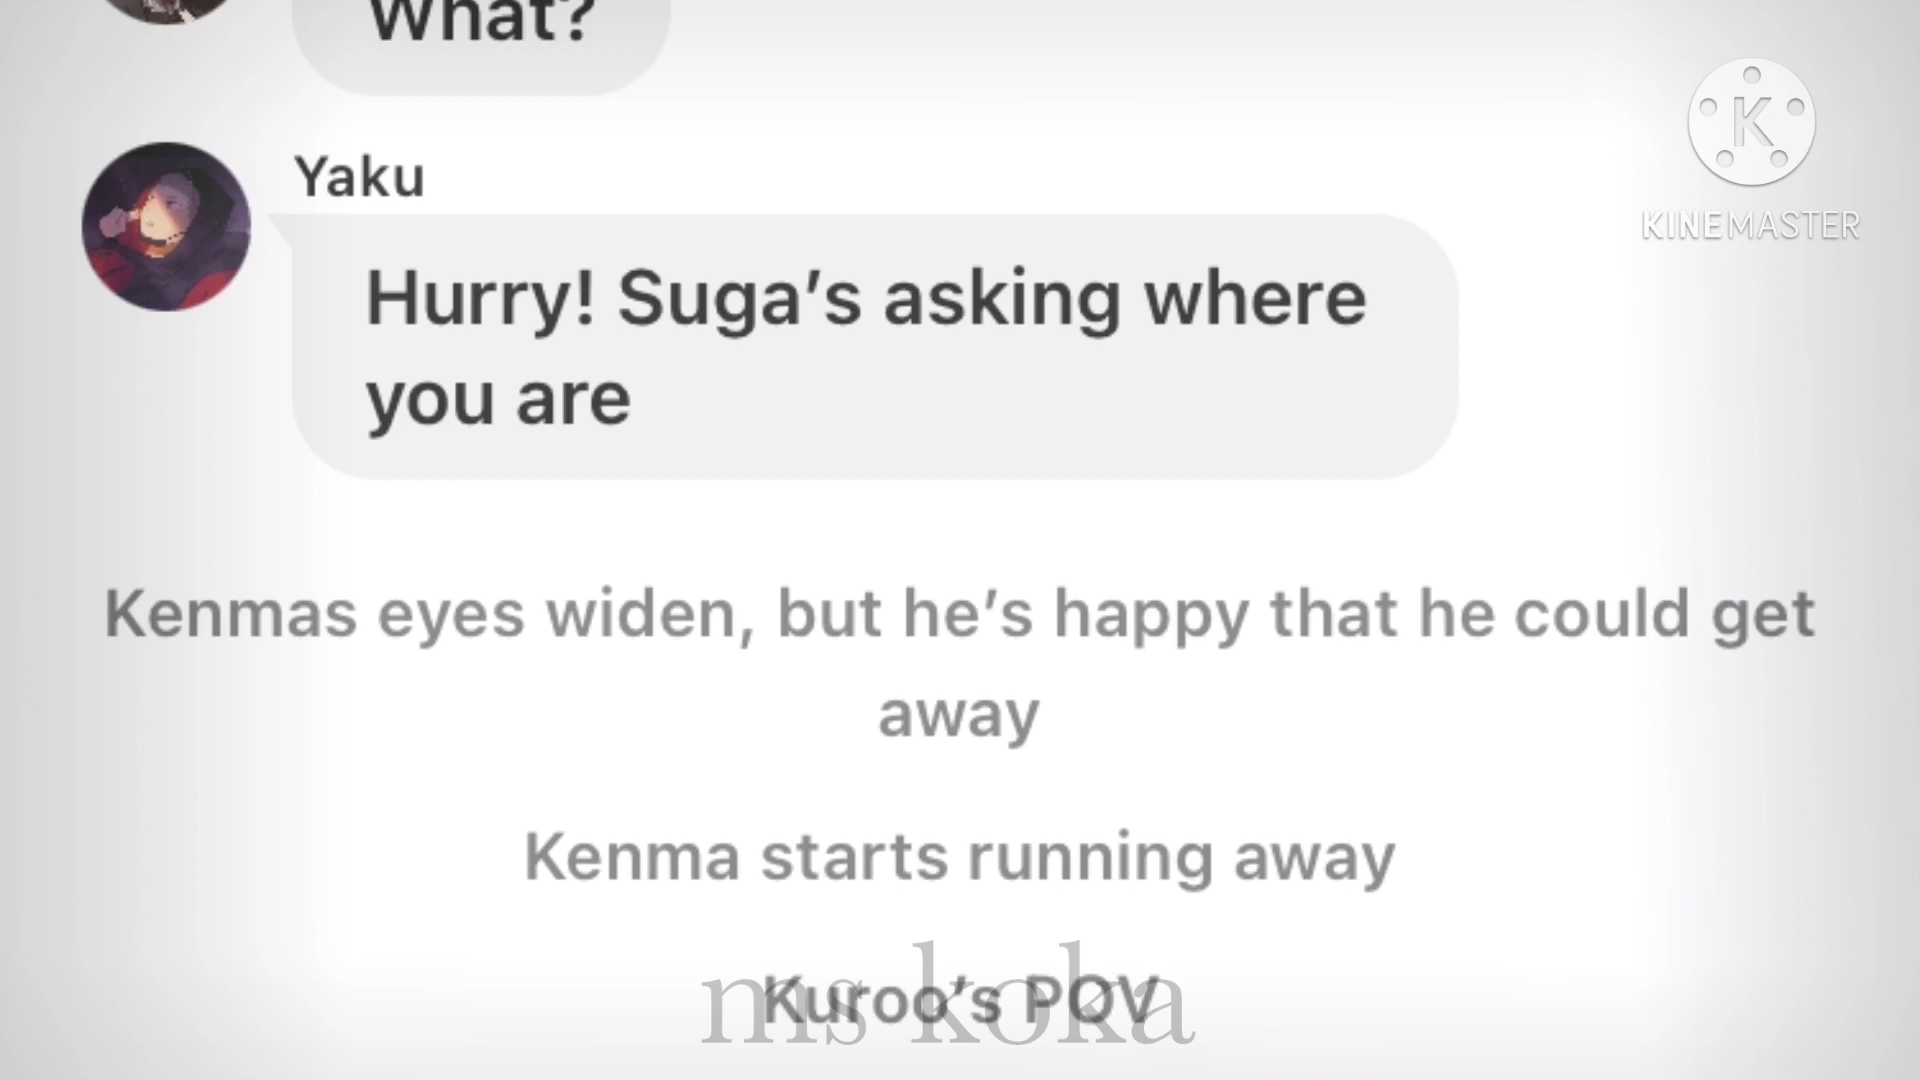 What?
K
KINEMASTER
Yaku
Hurry! Suga’s asking where
you are
Kenmas eyes widen, but he’s happy that he could get
away
Kenma starts running away
Kuroo’s POV
ms koka